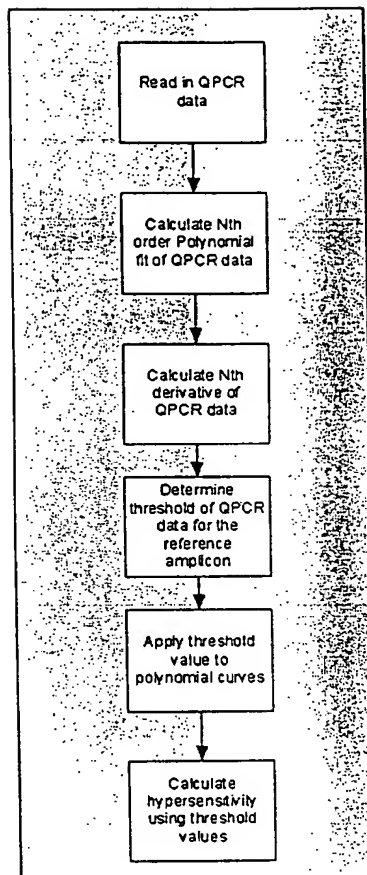 Read in QPCR
data
Calculate Nth
order Polynomial
fit of QPCR data
Calculate Nth
derivative of
QPCR data
Determine
threshold of QPCR
data for the
reference
amplicon
Apply threshold
value to
polynomial curves
Calculate
hypersensitivity
using threshold
values